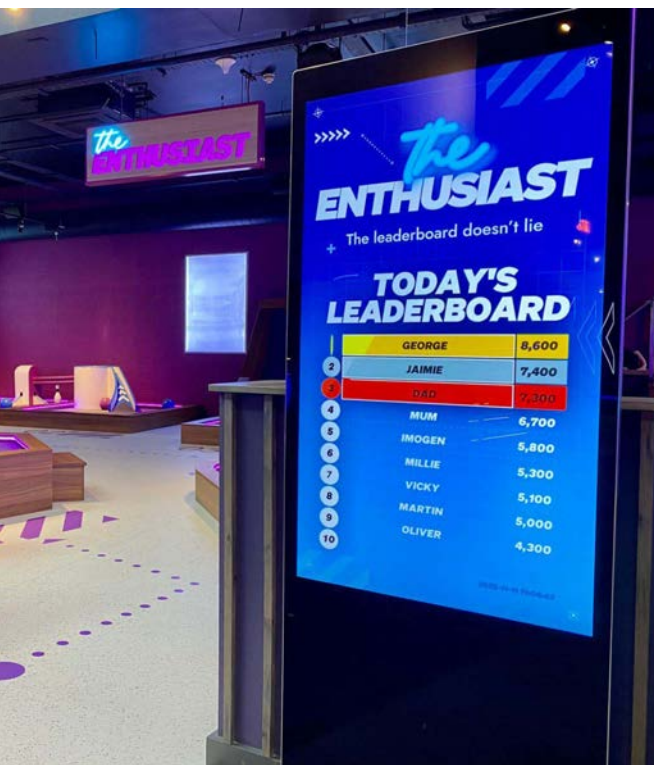 the
ENTHUSIAST
>>>>>
the
ENTHUSIAST
The leaderboard doesn't lie
TODAY'S
LEADERBOARD
GEORGE 8,600
2 JAIMIE 7,400
3 DAD 7,300
4 MUM 6,700
5 IMOGEN 5,800
6 MILLIE 5,300
7 VICKY 5,100
8 MARTIN 5,000
9 OLIVER 4,300
10